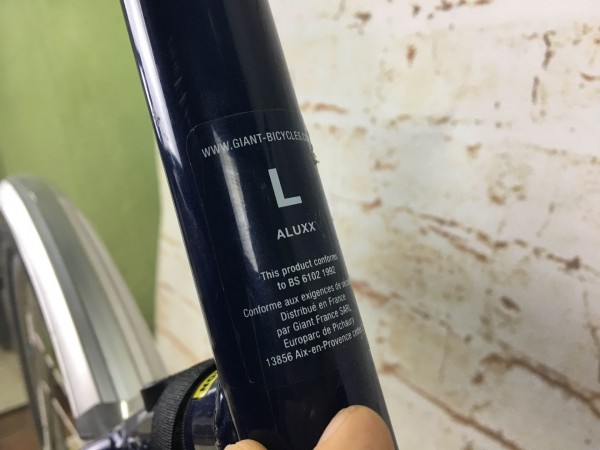 WWW.GIANT-BICYCLES.C
L
ALUXX
This product conforms
to BS 6102 1992
Conforme aux exigences de
Distribué en France
par Giant France SARL
Europarc de Pichaury
13856 Aix-en-Provence cedex